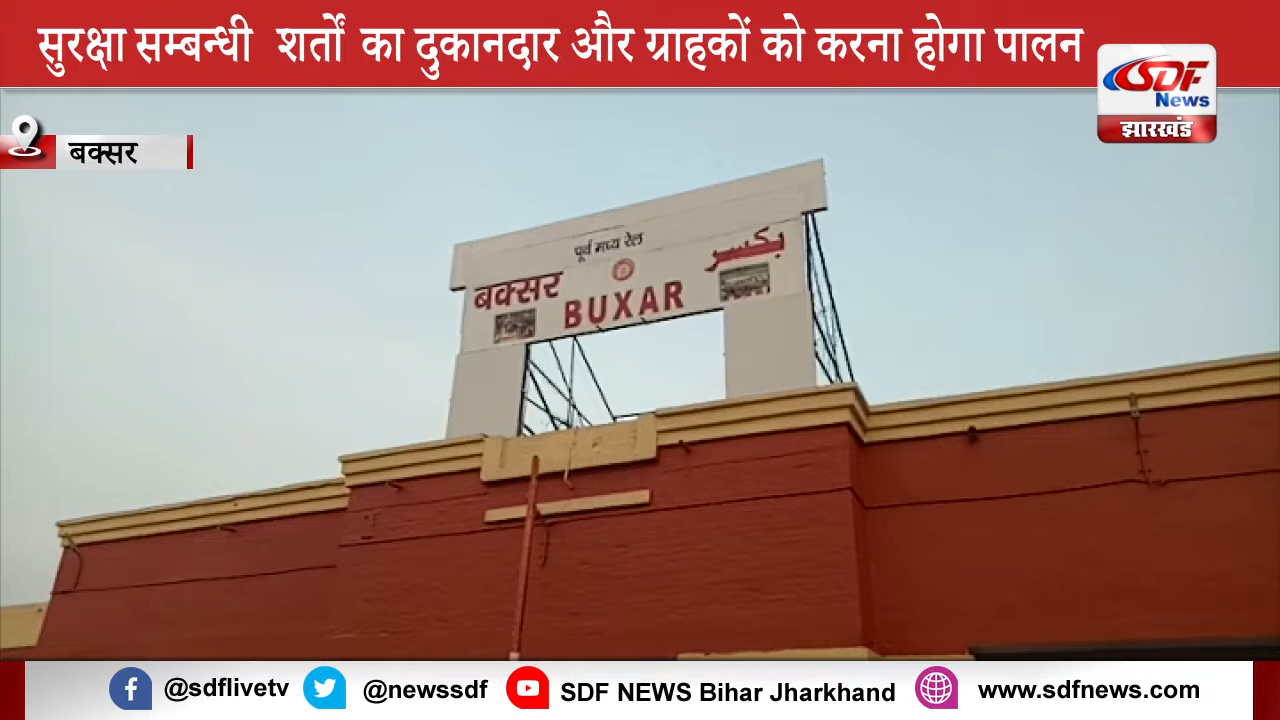 सुरक्षा सम्बन्धी शर्तों का दुकानदार और ग्राहकों को करना होगा पालन
SDF
News
झारखंड
बक्सर
पूर्व मध्य रेल
बक्सर
BUXAR
بکسر
@sdflivetv
@newssdf
SDF NEWS Bihar Jharkhand
www.sdfnews.com